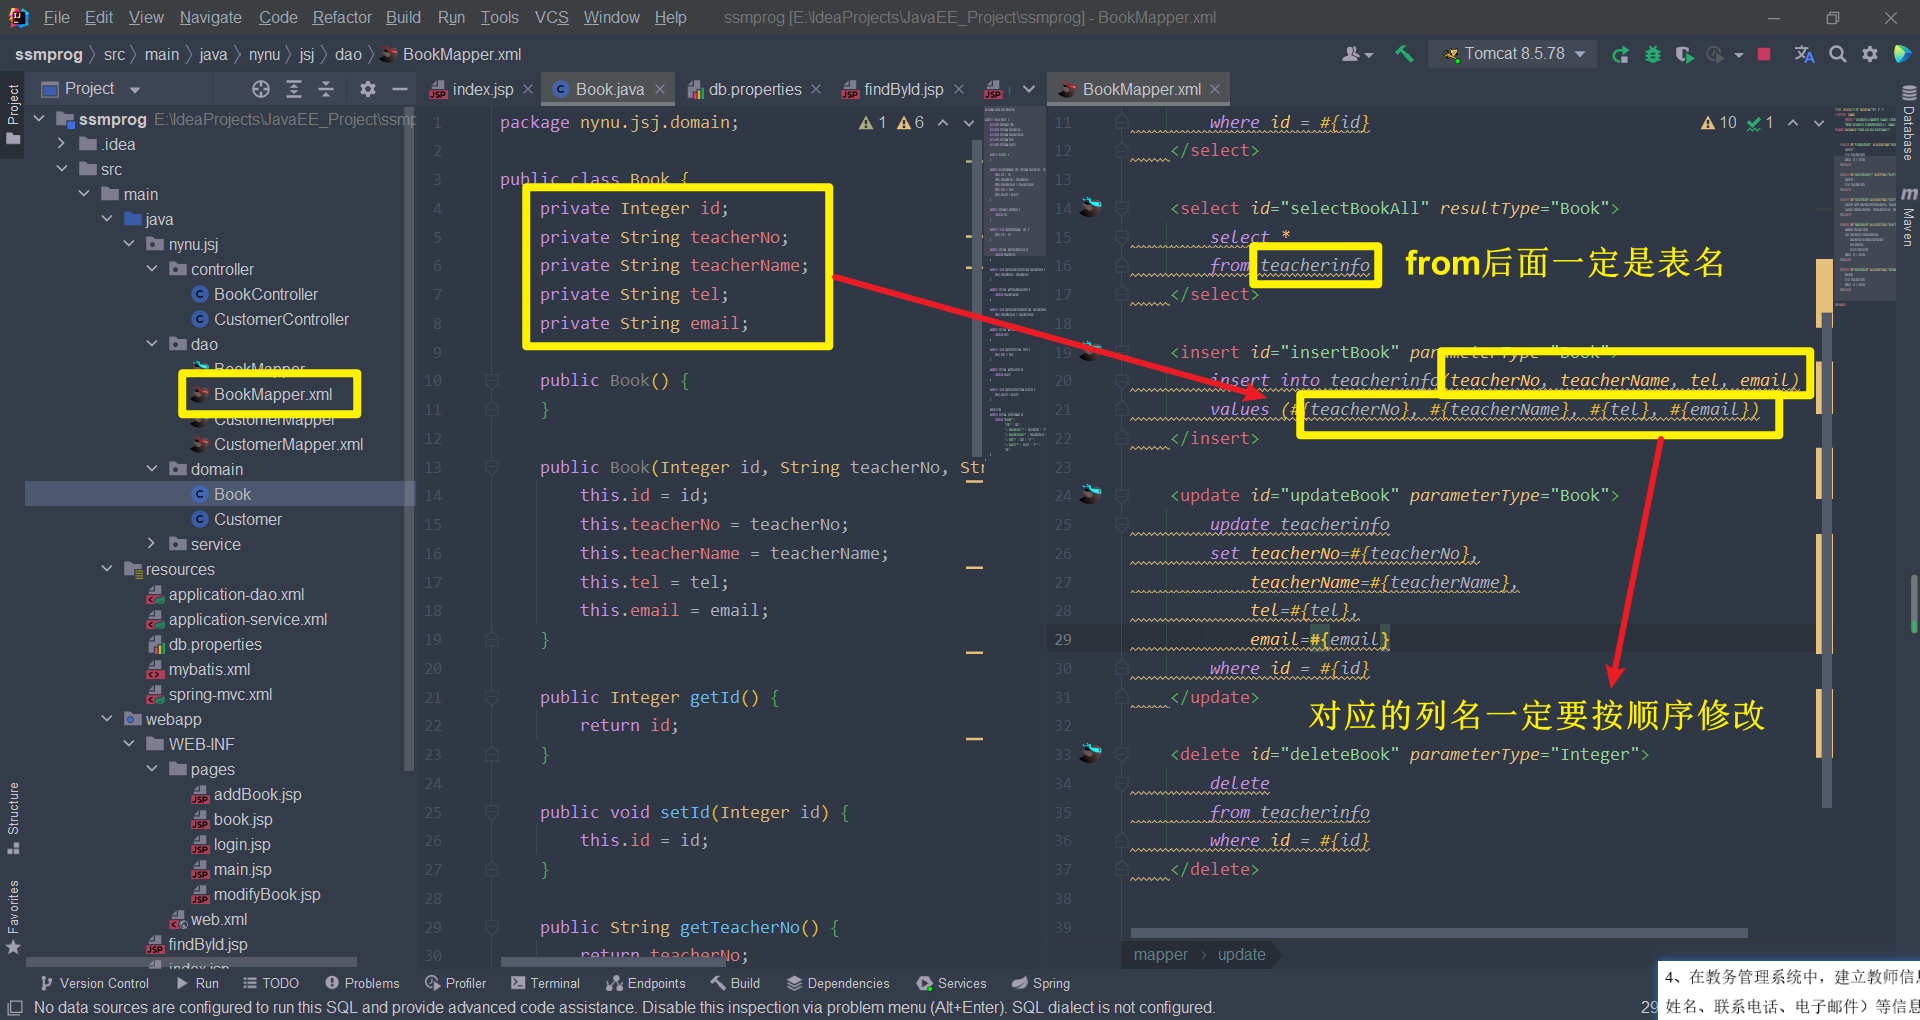 File Edit View Navigate Code Refactor Build Run Tools VCS Window Help ssmprog [E:\IdeaProjects\JavaEE_Project\ssmprog] - BookMapper.xml
ssmprog src main java nynu jsj dao BookMapper.xml
Tomcat 8.5.78
Project
index.jsp Book.java db.properties findById.jsp BookMapper.xml
Project
ssmprog E:\IdeaProjects\JavaEE_Project\ssmp
.idea
src
main
java
nynu.jsj
controller
BookController
CustomerController
dao
BookMapper
BookMapper.xml
CustomerMapper
CustomerMapper.xml
domain
Book
Customer
service
resources
application-dao.xml
application-service.xml
db.properties
mybatis.xml
spring-mvc.xml
webapp
WEB-INF
pages
addBook.jsp
book.jsp
login.jsp
main.jsp
modifyBook.jsp
web.xml
findById.jsp
index.jsp
Structure
Favorites
1 6
1 package nynu.jsj.domain;
2
3 public class Book {
4 private Integer id;
5 private String teacherNo;
6 private String teacherName;
7 private String tel;
8 private String email;
9
10 public Book() {
11 }
12
13 public Book(Integer id, String teacherNo, Str
14 this.id = id;
15 this.teacherNo = teacherNo;
16 this.teacherName = teacherName;
17 this.tel = tel;
18 this.email = email;
19 }
20
21 public Integer getId() {
22 return id;
23 }
24
25 public void setId(Integer id) {
26 this.id = id;
27 }
28
29 public String getTeacherNo() {
30 return teacherNo;
10 1
11 where id = #{id}
12 </select>
13
14 <select id="selectBookAll" resultType="Book">
15 select *
16 from teacherinfo
from后面一定是表名
17 </select>
18
19 <insert id="insertBook" parameterType="Book">
20 insert into teacherinfo(teacherNo, teacherName, tel, email)
21 values (#{teacherNo}, #{teacherName}, #{tel}, #{email})
22 </insert>
23
24 <update id="updateBook" parameterType="Book">
25 update teacherinfo
26 set teacherNo=#{teacherNo},
27 teacherName=#{teacherName},
28 tel=#{tel},
29 email=#{email}
30 where id = #{id}
31 </update>
对应的列名一定要按顺序修改
32
33 <delete id="deleteBook" parameterType="Integer">
34 delete
35 from teacherinfo
36 where id = #{id}
37 </delete>
38
39
mapper update
Database
Maven
Version Control Run TODO Problems Profiler Terminal Endpoints Build Dependencies Services Spring
No data sources are configured to run this SQL and provide advanced code assistance. Disable this inspection via problem menu (Alt+Enter). SQL dialect is not configured.
29
4、在教务管理系统中，建立教师信息
姓名、联系电话、电子邮件）等信息